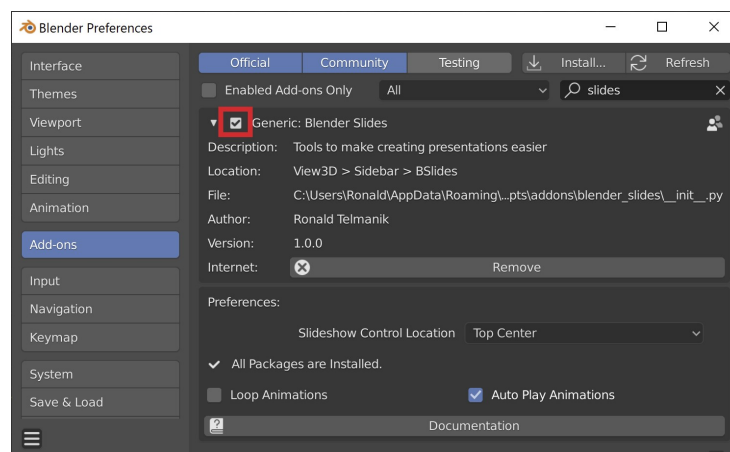 Blender Preferences
Interface
Themes
Viewport
Lights
Editing
Animation
Add-ons
Input
Navigation
Keymap
System
Save & Load
Official Community Testing Install... Refresh
Enabled Add-ons Only All slides
Generic: Blender Slides
Description: Tools to make creating presentations easier
Location: View3D > Sidebar > BSlides
File: C:\Users\Ronald\AppData\Roaming\...pts\addons\blender_slides\__init__.py
Author: Ronald Telmanik
Version: 1.0.0
Internet: Remove
Preferences:
Slideshow Control Location Top Center
All Packages are Installed.
Loop Animations Auto Play Animations
Documentation